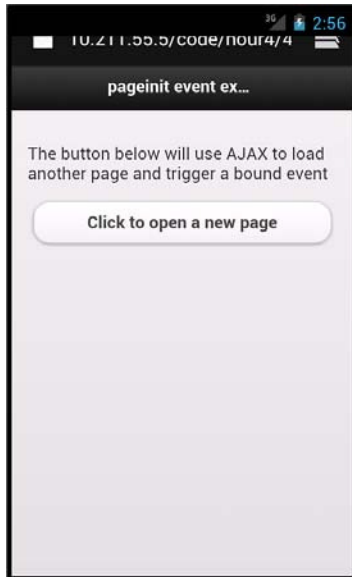 3G 2:56
10.211.55.5/code/hour4/4
pageinit event ex...
The button below will use AJAX to load
another page and trigger a bound event
Click to open a new page